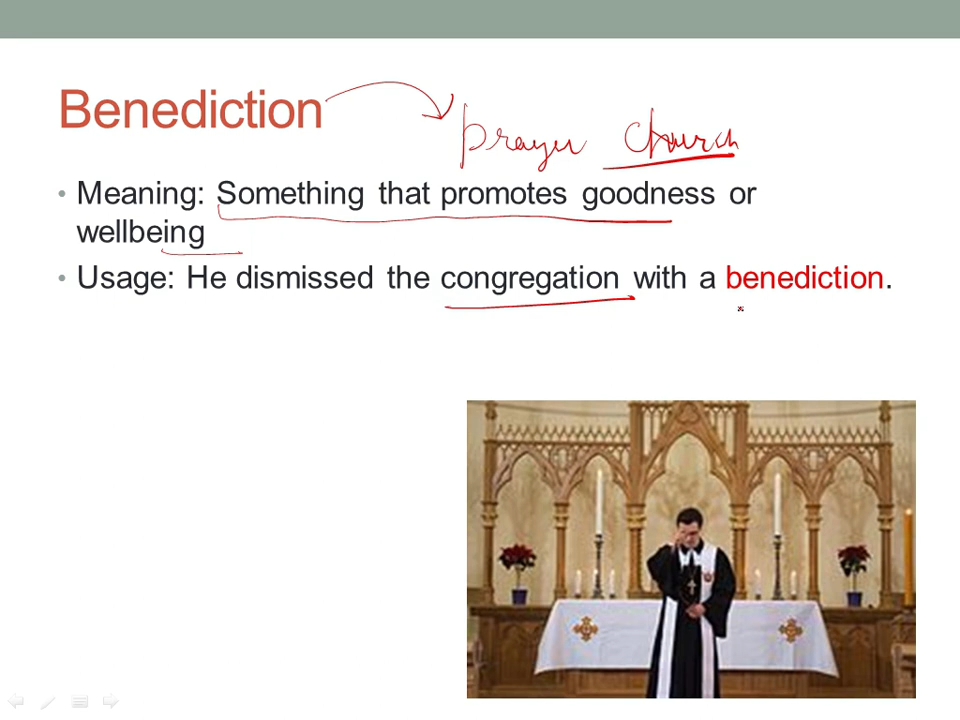 Benediction
prayer church
• Meaning: Something that promotes goodness or
wellbeing
• Usage: He dismissed the congregation with a benediction.